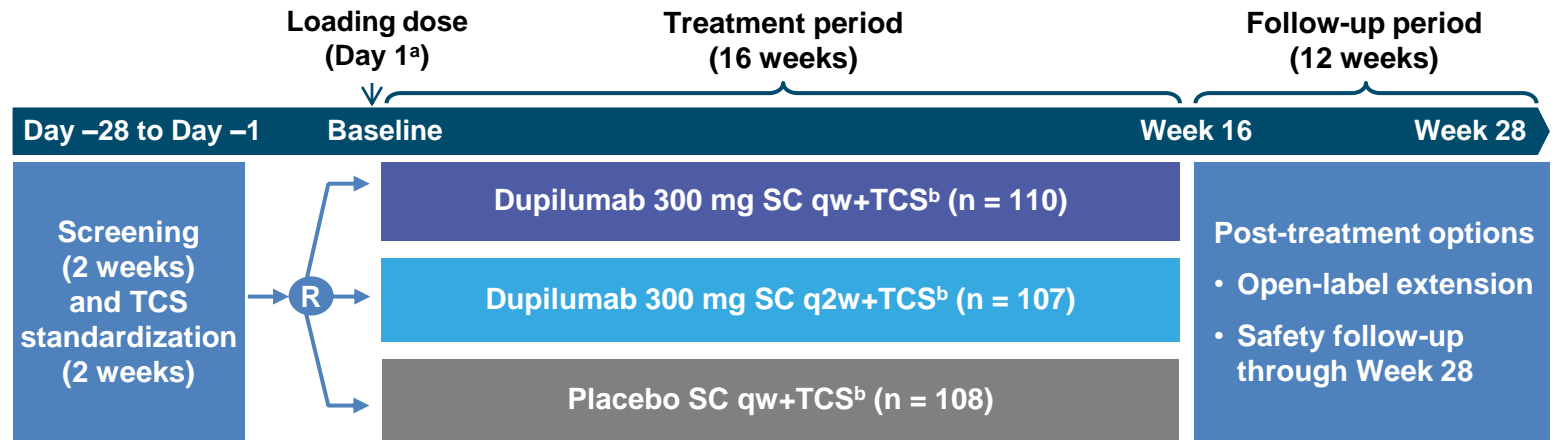 Loading dose
(Day 1ᵃ)
Treatment period
(16 weeks)
Follow-up period
(12 weeks)
Day –28 to Day –1
Baseline
Week 16
Week 28
Screening
(2 weeks)
and TCS
standardization
(2 weeks)
R
Dupilumab 300 mg SC qw+TCSᵇ (n = 110)
Dupilumab 300 mg SC q2w+TCSᵇ (n = 107)
Placebo SC qw+TCSᵇ (n = 108)
Post-treatment options
• Open-label extension
• Safety follow-up
through Week 28